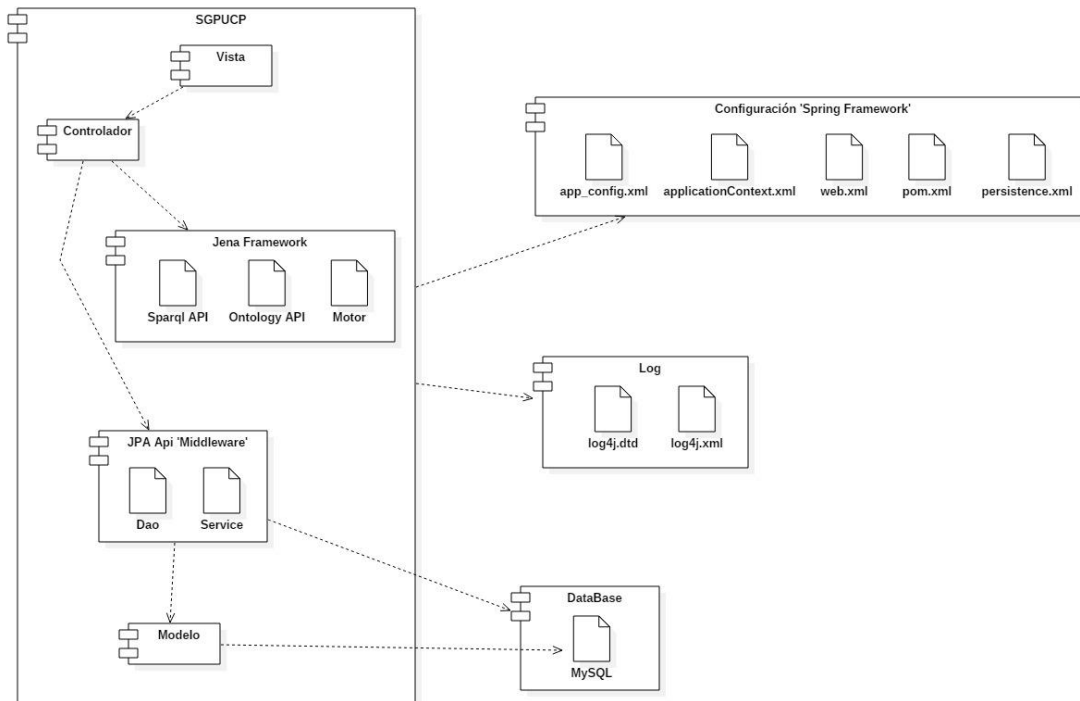 SGPUCP
Vista
Controlador
Configuración 'Spring Framework'
app_config.xml
applicationContext.xml
web.xml
pom.xml
persistence.xml
Jena Framework
Sparql API
Ontology API
Motor
Log
log4j.dtd
log4j.xml
JPA Api 'Middleware'
Dao
Service
DataBase
MySQL
Modelo